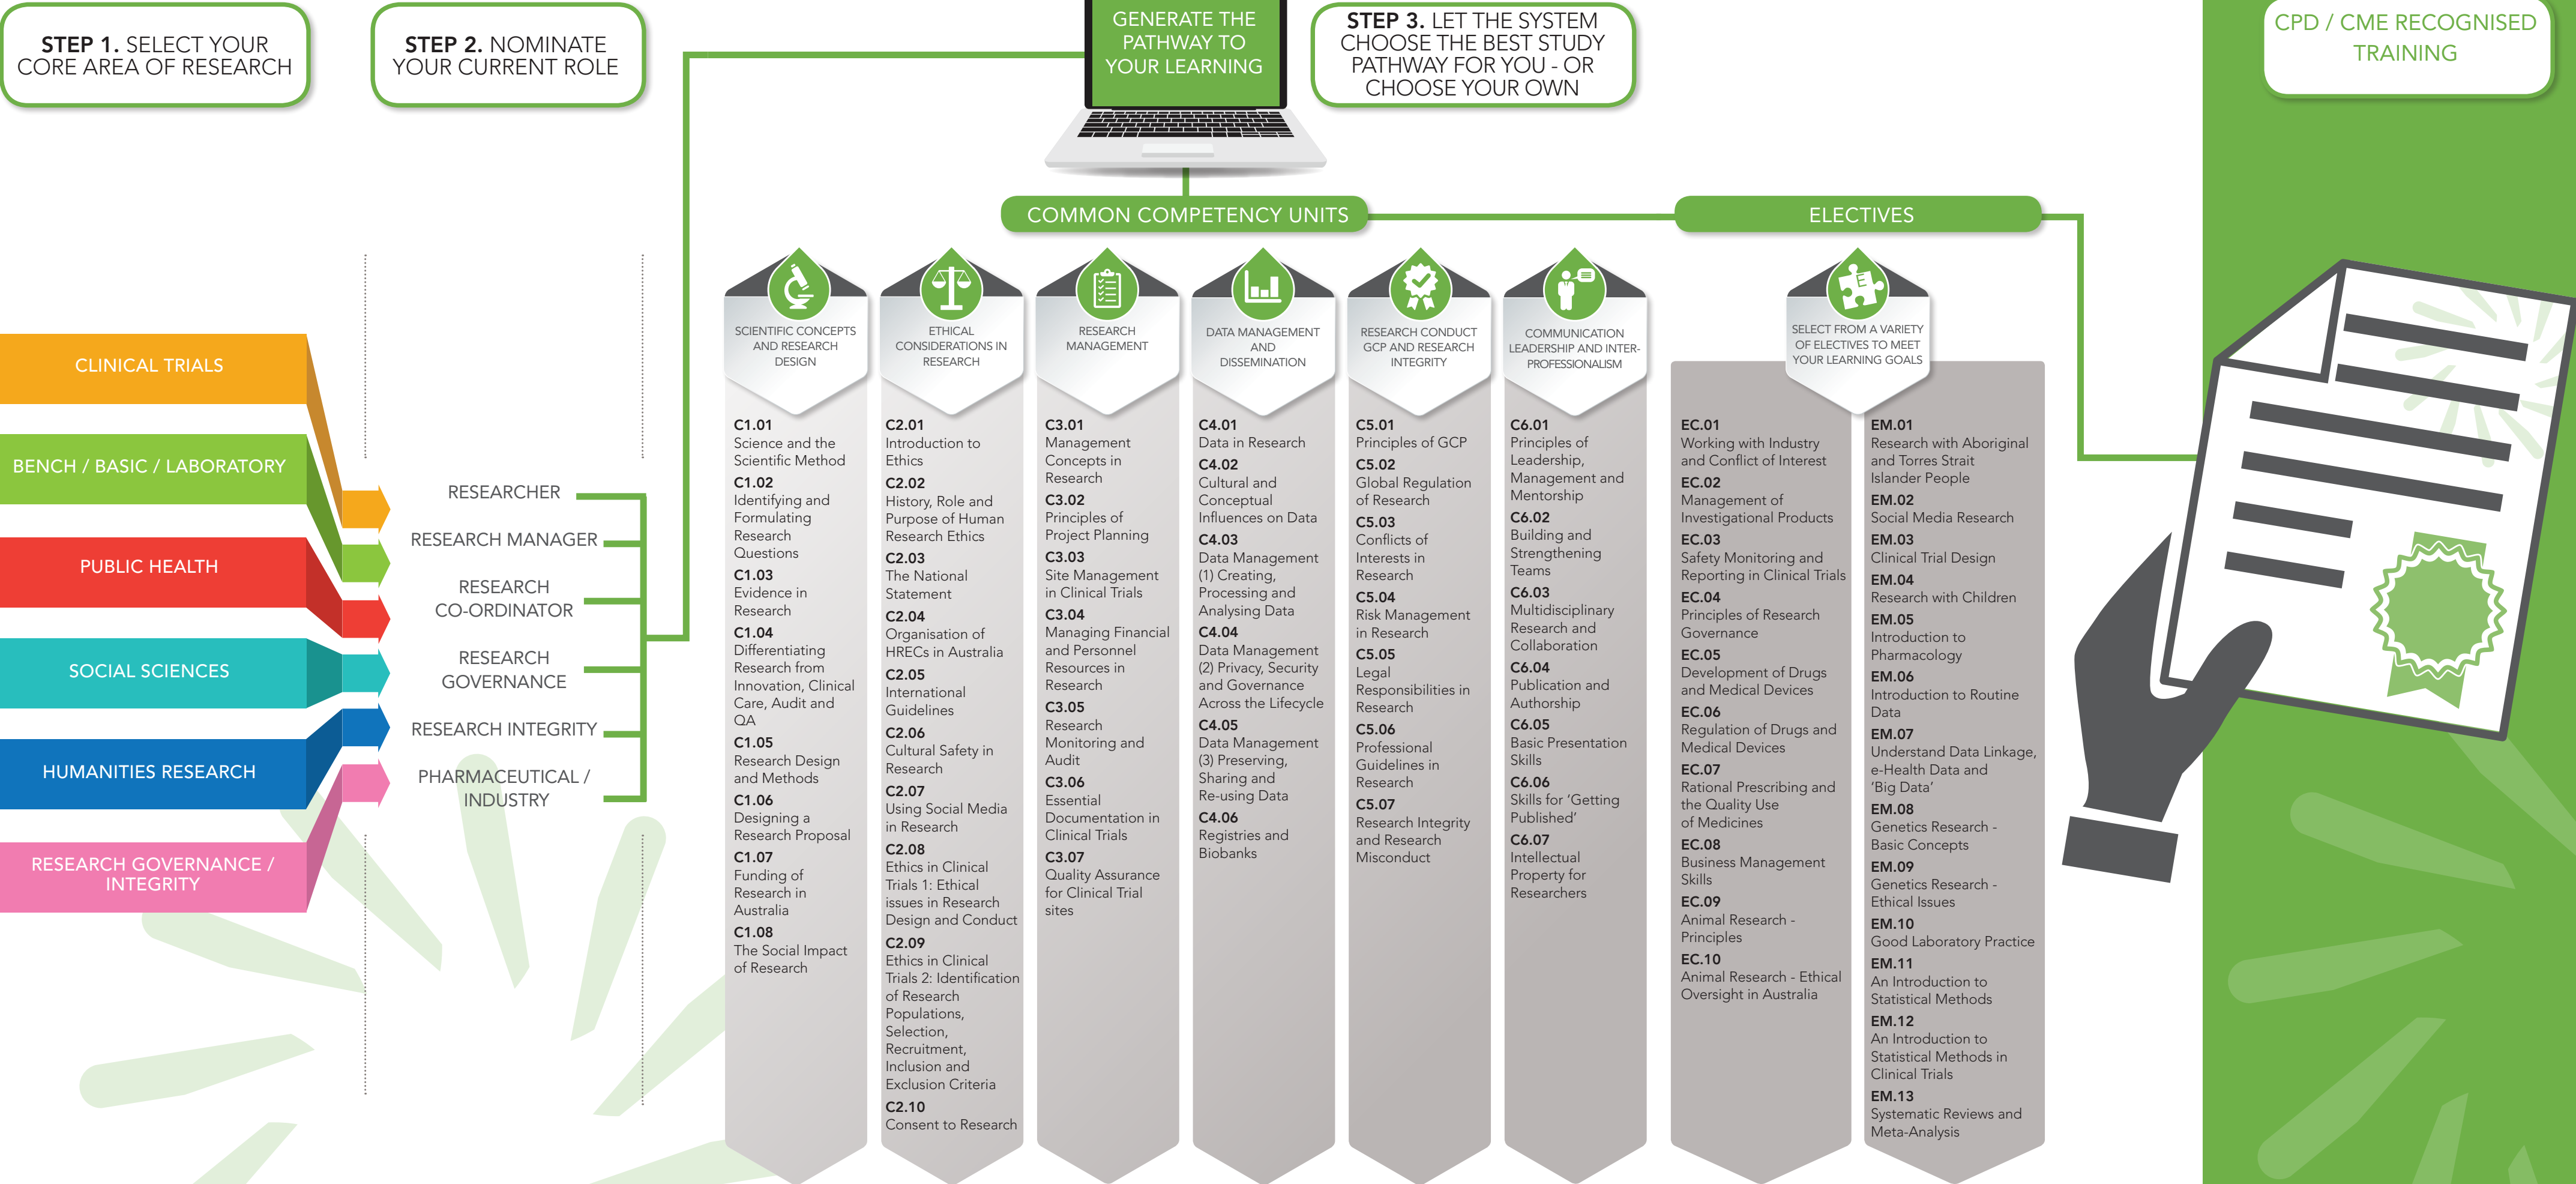 STEP 1. SELECT YOUR
CORE AREA OF RESEARCH
STEP 2. NOMINATE
YOUR CURRENT ROLE
GENERATE THE
PATHWAY TO
YOUR LEARNING
STEP 3. LET THE SYSTEM
CHOOSE THE BEST STUDY
PATHWAY FOR YOU - OR
CHOOSE YOUR OWN
CPD / CME RECOGNISED
TRAINING
CLINICAL TRIALS
BENCH / BASIC / LABORATORY
PUBLIC HEALTH
SOCIAL SCIENCES
HUMANITIES RESEARCH
RESEARCH GOVERNANCE /
INTEGRITY
RESEARCHER
RESEARCH MANAGER
RESEARCH
CO-ORDINATOR
RESEARCH
GOVERNANCE
RESEARCH INTEGRITY
PHARMACEUTICAL /
INDUSTRY
COMMON COMPETENCY UNITS
ELECTIVES
SCIENTIFIC CONCEPTS
AND RESEARCH
DESIGN
C1.01
Science and the
Scientific Method
C1.02
Identifying and
Formulating
Research
Questions
C1.03
Evidence in
Research
C1.04
Differentiating
Research from
Innovation, Clinical
Care, Audit and
QA
C1.05
Research Design
and Methods
C1.06
Designing a
Research Proposal
C1.07
Funding of
Research in
Australia
C1.08
The Social Impact
of Research
ETHICAL
CONSIDERATIONS IN
RESEARCH
C2.01
Introduction to
Ethics
C2.02
History, Role and
Purpose of Human
Research Ethics
C2.03
The National
Statement
C2.04
Organisation of
HRECs in Australia
C2.05
International
Guidelines
C2.06
Cultural Safety in
Research
C2.07
Using Social Media
in Research
C2.08
Ethics in Clinical
Trials 1: Ethical
issues in Research
Design and Conduct
C2.09
Ethics in Clinical
Trials 2: Identification
of Research
Populations,
Selection,
Recruitment,
Inclusion and
Exclusion Criteria
C2.10
Consent to Research
RESEARCH
MANAGEMENT
C3.01
Management
Concepts in
Research
C3.02
Principles of
Project Planning
C3.03
Site Management
in Clinical Trials
C3.04
Managing Financial
and Personnel
Resources in
Research
C3.05
Research
Monitoring and
Audit
C3.06
Essential
Documentation in
Clinical Trials
C3.07
Quality Assurance
for Clinical Trial
sites
DATA MANAGEMENT
AND
DISSEMINATION
C4.01
Data in Research
C4.02
Cultural and
Conceptual
Influences on Data
C4.03
Data Management
(1) Creating,
Processing and
Analysing Data
C4.04
Data Management
(2) Privacy, Security
and Governance
Across the Lifecycle
C4.05
Data Management
(3) Preserving,
Sharing and
Re-using Data
C4.06
Registries and
Biobanks
RESEARCH CONDUCT
GCP AND RESEARCH
INTEGRITY
C5.01
Principles of GCP
C5.02
Global Regulation
of Research
C5.03
Conflicts of
Interests in
Research
C5.04
Risk Management
in Research
C5.05
Legal
Responsibilities in
Research
C5.06
Professional
Guidelines in
Research
C5.07
Research Integrity
and Research
Misconduct
COMMUNICATION
LEADERSHIP AND INTER-
PROFESSIONALISM
C6.01
Principles of
Leadership,
Management and
Mentorship
C6.02
Building and
Strengthening
Teams
C6.03
Multidisciplinary
Research and
Collaboration
C6.04
Publication and
Authorship
C6.05
Basic Presentation
Skills
C6.06
Skills for ‘Getting
Published’
C6.07
Intellectual
Property for
Researchers
E
SELECT FROM A VARIETY
OF ELECTIVES TO MEET
YOUR LEARNING GOALS
EC.01
Working with Industry
and Conflict of Interest
EC.02
Management of
Investigational Products
EC.03
Safety Monitoring and
Reporting in Clinical Trials
EC.04
Principles of Research
Governance
EC.05
Development of Drugs
and Medical Devices
EC.06
Regulation of Drugs and
Medical Devices
EC.07
Rational Prescribing and
the Quality Use
of Medicines
EC.08
Business Management
Skills
EC.09
Animal Research -
Principles
EC.10
Animal Research - Ethical
Oversight in Australia
EM.01
Research with Aboriginal
and Torres Strait
Islander People
EM.02
Social Media Research
EM.03
Clinical Trial Design
EM.04
Research with Children
EM.05
Introduction to
Pharmacology
EM.06
Introduction to Routine
Data
EM.07
Understand Data Linkage,
e-Health Data and
‘Big Data’
EM.08
Genetics Research -
Basic Concepts
EM.09
Genetics Research -
Ethical Issues
EM.10
Good Laboratory Practice
EM.11
An Introduction to
Statistical Methods
EM.12
An Introduction to
Statistical Methods in
Clinical Trials
EM.13
Systematic Reviews and
Meta-Analysis